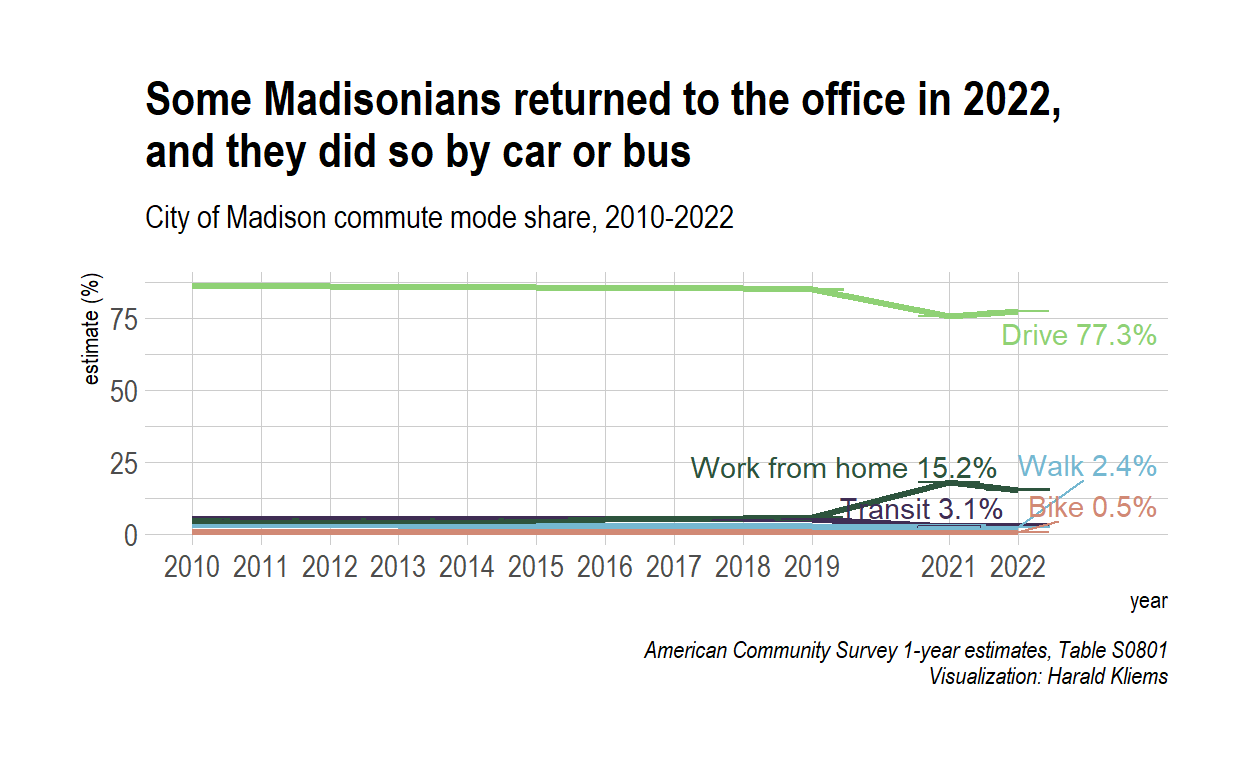 Some Madisonians returned to the office in 2022,
and they did so by car or bus
City of Madison commute mode share, 2010-2022
estimate (%)
75
50
25
0
Drive 77.3%
Work from home 15.2%
Walk 2.4%
Transit 3.1%
Bike 0.5%
2010 2011 2012 2013 2014 2015 2016 2017 2018 2019 2021 2022
year
American Community Survey 1-year estimates, Table S0801
Visualization: Harald Kliems